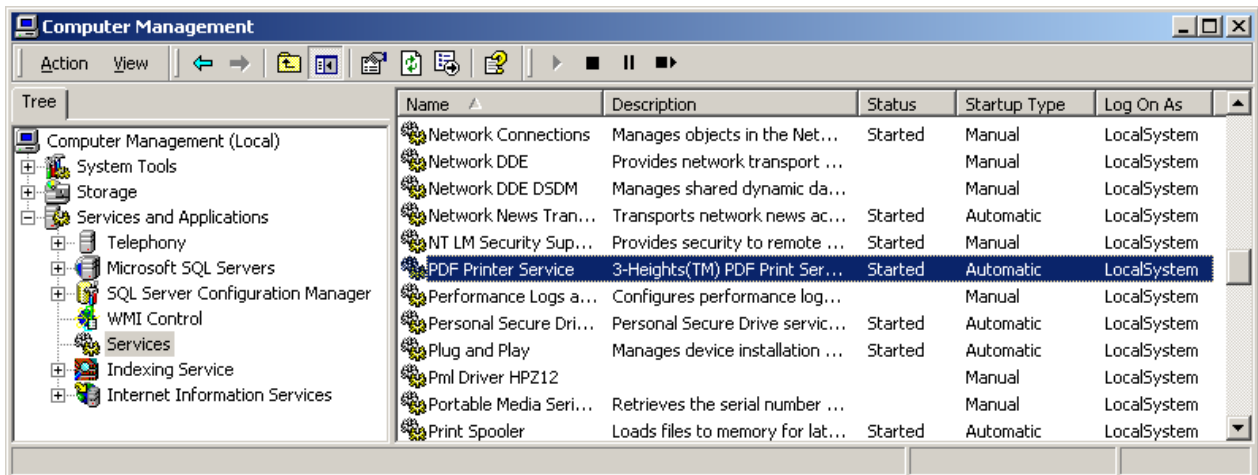 Computer Management
Action View
Tree
Computer Management (Local)
System Tools
Storage
Services and Applications
Telephony
Microsoft SQL Servers
SQL Server Configuration Manager
WMI Control
Services
Indexing Service
Internet Information Services
Name Description Status Startup Type Log On As
Network Connections Manages objects in the Net... Started Manual LocalSystem
Network DDE Provides network transport ... Manual LocalSystem
Network DDE DSDM Manages shared dynamic da... Manual LocalSystem
Network News Tran... Transports network news ac... Started Automatic LocalSystem
NT LM Security Sup... Provides security to remote ... Started Manual LocalSystem
PDF Printer Service 3-Heights(TM) PDF Print Ser... Started Automatic LocalSystem
Performance Logs a... Configures performance log... Manual LocalSystem
Personal Secure Dri... Personal Secure Drive servic... Started Automatic LocalSystem
Plug and Play Manages device installation ... Started Automatic LocalSystem
Pml Driver HPZ12 Manual LocalSystem
Portable Media Seri... Retrieves the serial number ... Manual LocalSystem
Print Spooler Loads files to memory for lat... Started Automatic LocalSystem